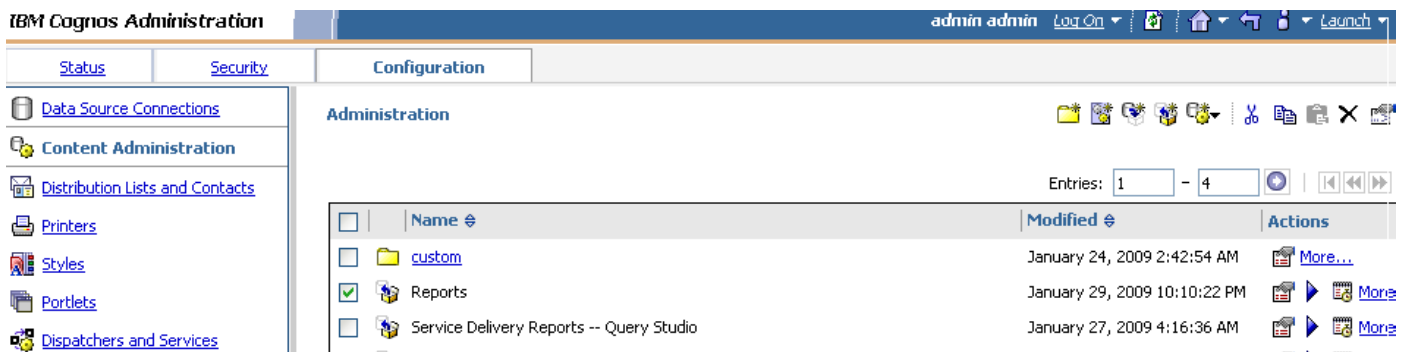 IBM Cognos Administration
admin admin Log On Launch
Status Security Configuration
Data Source Connections
Administration
Content Administration
Distribution Lists and Contacts
Entries: 1 - 4
Printers
Name Modified Actions
Styles
custom January 24, 2009 2:42:54 AM More...
Portlets
Reports January 29, 2009 10:10:22 PM More
Dispatchers and Services
Service Delivery Reports -- Query Studio January 27, 2009 4:16:36 AM More